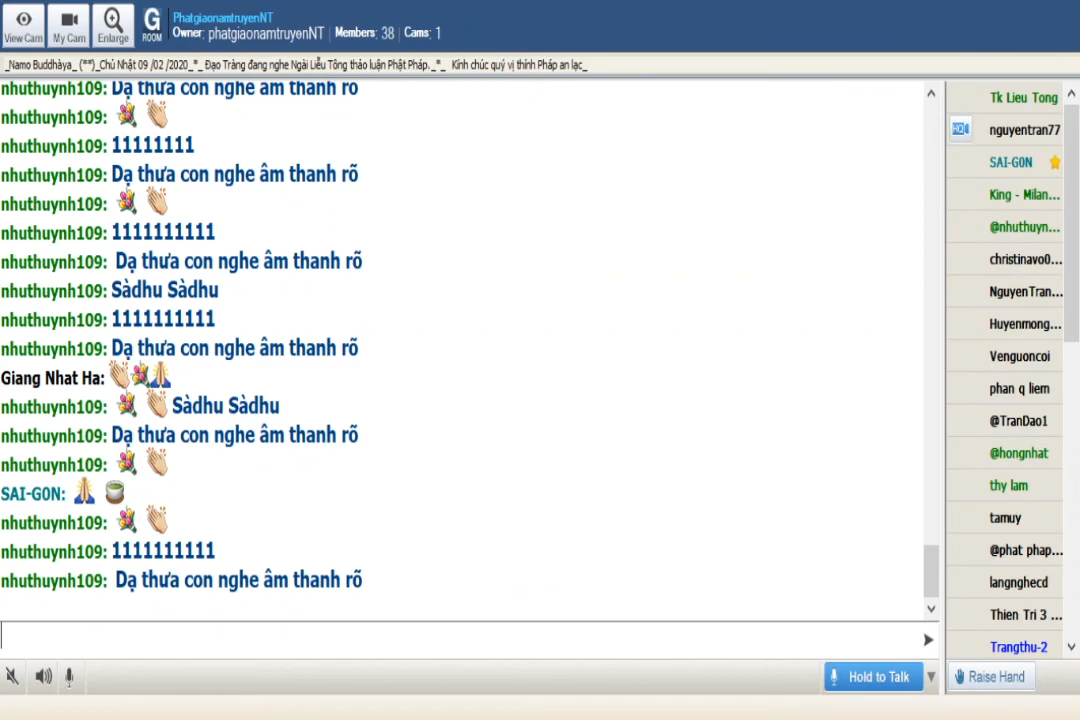 View Cam
My Cam
Enlarge
G
ROOM
PhatgiaonamtruyenNT
Owner: phatgiaonamtruyenNT Members: 38 Cams: 1
_Namo Buddhàya_ (**)_Chủ Nhật 09 /02 /2020_*_ Đạo Tràng đang nghe Ngài Liễu Tông thảo luận Phật Pháp._*_ Kính chúc quý vị thính Pháp an lạc_
nhuthuynh109: Dạ thưa con nghe âm thanh rõ
nhuthuynh109:
nhuthuynh109: 11111111
nhuthuynh109: Dạ thưa con nghe âm thanh rõ
nhuthuynh109:
nhuthuynh109: 1111111111
nhuthuynh109: Dạ thưa con nghe âm thanh rõ
nhuthuynh109: Sàdhu Sàdhu
nhuthuynh109: 1111111111
nhuthuynh109: Dạ thưa con nghe âm thanh rõ
Giang Nhat Ha:
nhuthuynh109: Sàdhu Sàdhu
nhuthuynh109: Dạ thưa con nghe âm thanh rõ
nhuthuynh109:
SAI-G0N:
nhuthuynh109:
nhuthuynh109: 1111111111
nhuthuynh109: Dạ thưa con nghe âm thanh rõ
Tk Lieu Tong
HQ
nguyentran77
SAI-G0N
King - Milan...
@nhuthuyn...
christinavo0...
NguyenTran...
Huyenmong...
Venguoncoi
phan q liem
@TranDao1
@hongnhat
thy lam
tamuy
@phat phap...
langnghecd
Thien Tri 3 ...
Trangthu-2
Hold to Talk
Raise Hand